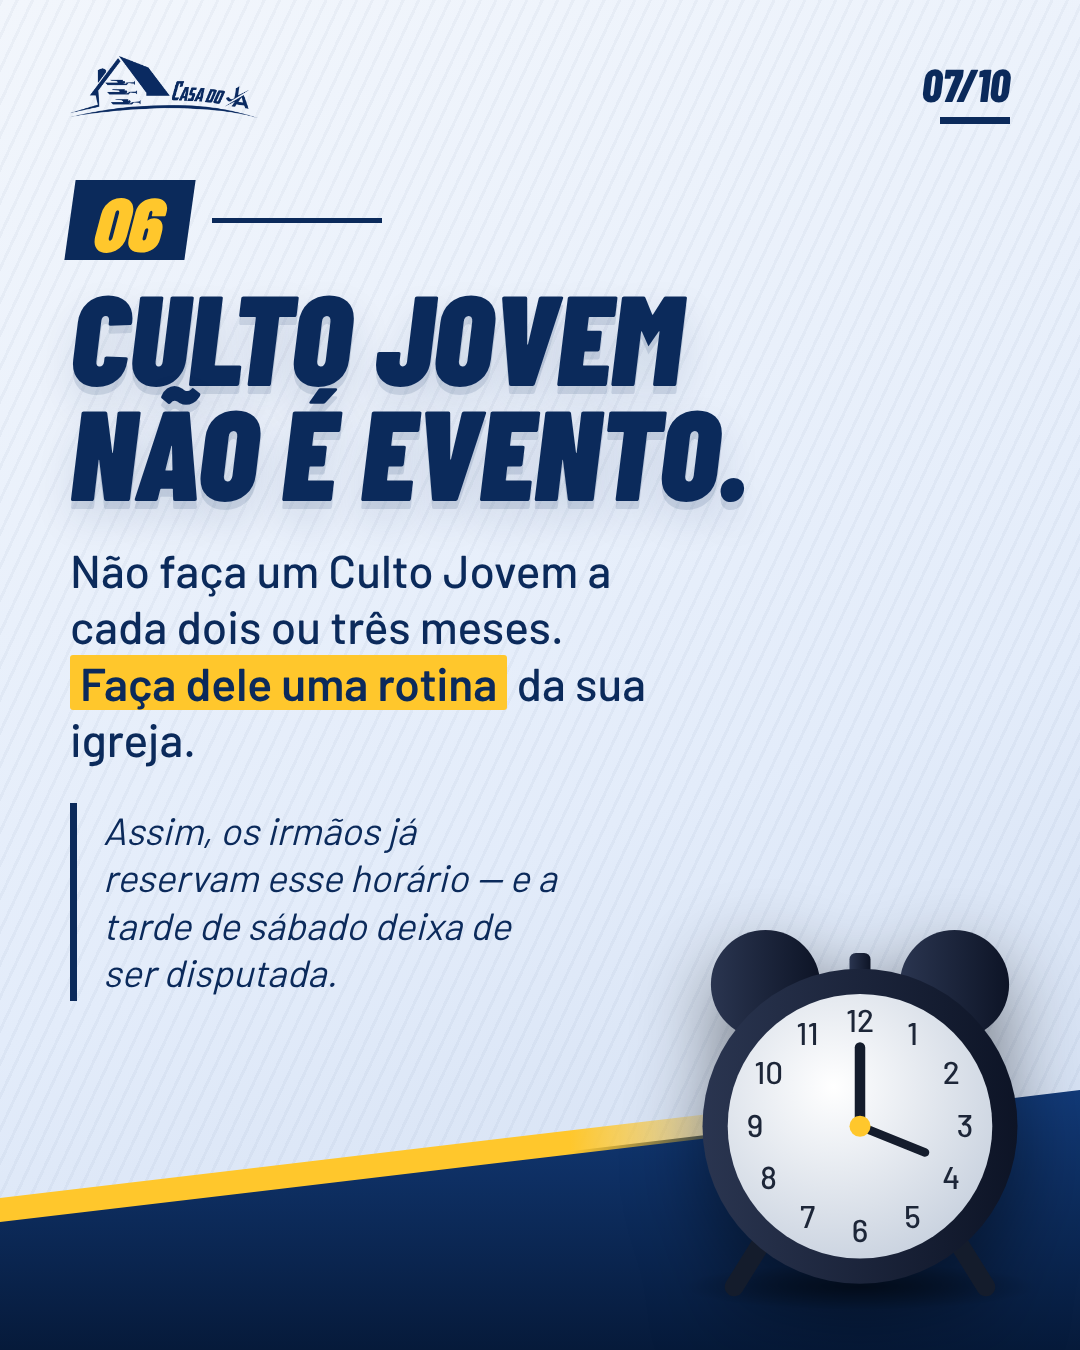 CASA DO JA
07/10
06
CULTO JOVEM
NÃO É EVENTO.
Não faça um Culto Jovem a
cada dois ou três meses.
Faça dele uma rotina da sua
igreja.
Assim, os irmãos já
reservam esse horário — e a
tarde de sábado deixa de
ser disputada.
12
11
1
10
2
9
3
8
4
7
5
6